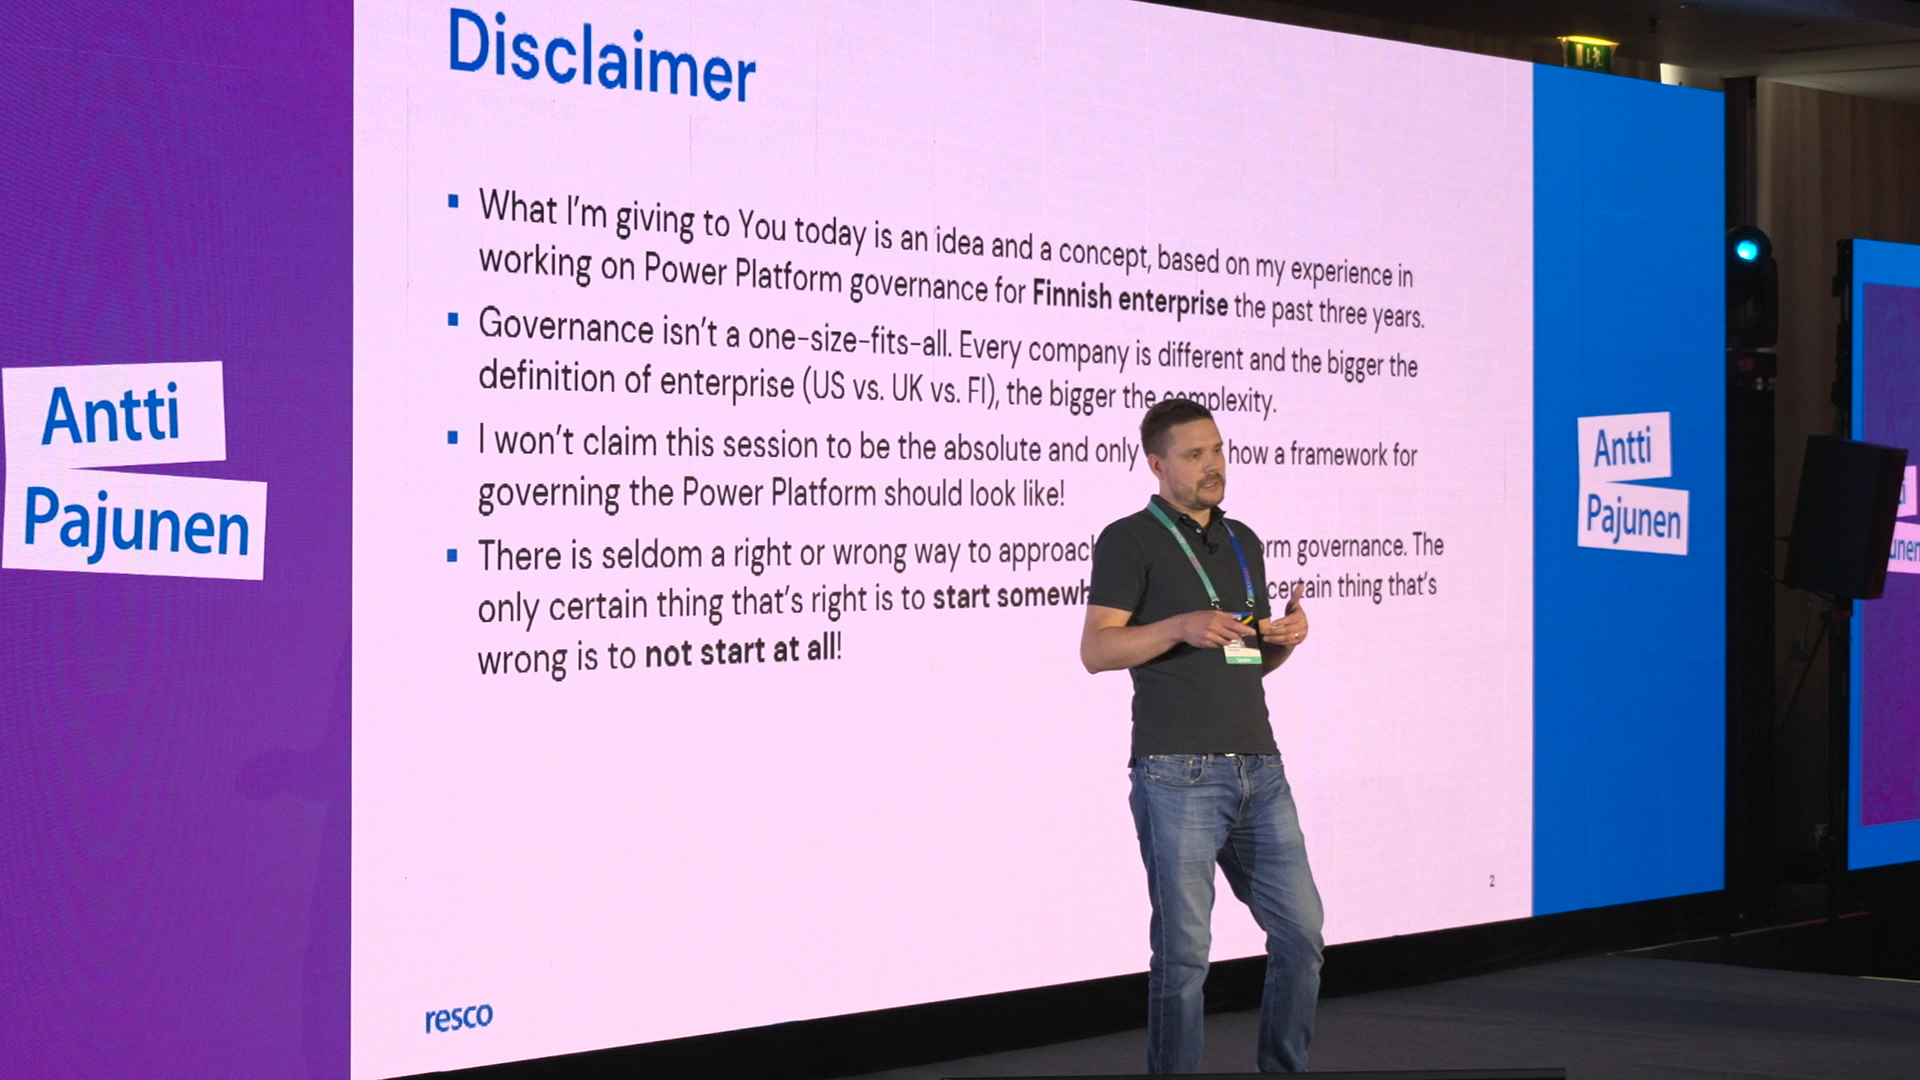 Disclaimer
What I'm giving to You today is an idea and a concept, based on my experience in
working on Power Platform governance for Finnish enterprise the past three years.
Governance isn't a one-size-fits-all. Every company is different and the bigger the
definition of enterprise (US vs. UK vs. FI), the bigger the complexity.
I won't claim this session to be the absolute and only how a framework for
governing the Power Platform should look like!
There is seldom a right or wrong way to approach governance. The
only certain thing that's right is to start certain thing that's
wrong is to not start at all!
2
resco
Antti
Pajunen
Antti
Pajunen